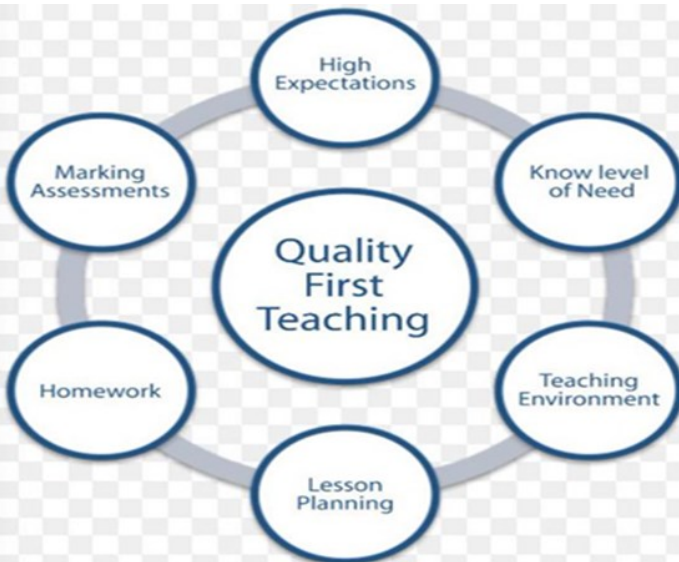 High
Expectations
Know level
of Need
Teaching
Environment
Lesson
Planning
Homework
Marking
Assessments
Quality
First
Teaching